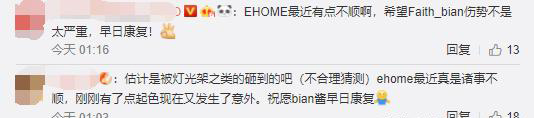 ：EHOME最近有点不顺啊，希望Faith_bian伤势不是
太严重，早日康复！
今天 01:16
回复
13
：估计是被灯光架之类的砸到的吧（不合理猜测）ehome最近真是诸事不
顺，刚刚有了点起色现在又发生了意外。祝愿bian酱早日康复
今天 01:03
回复
18